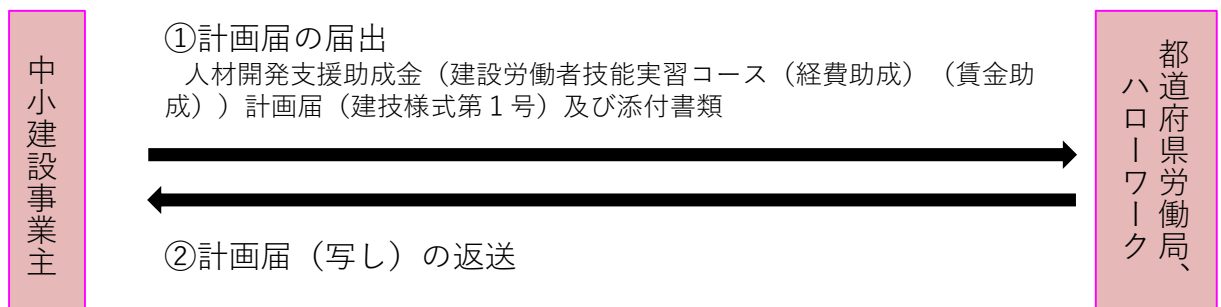 中小建設事業主
①計画届の届出
人材開発支援助成金（建設労働者技能実習コース（経費助成）（賃金助
成））計画届（建技様式第１号）及び添付書類
②計画届（写し）の返送
都道府県労働局、
ハローワーク